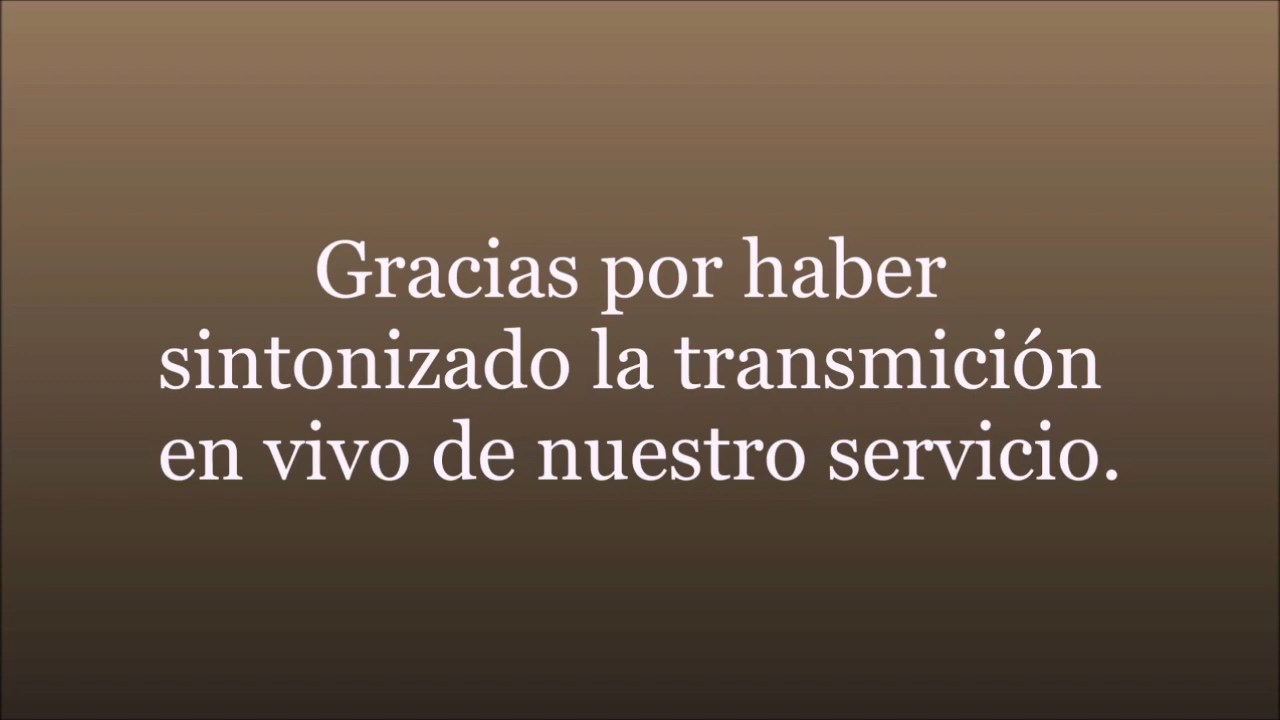 Gracias por haber
sintonizado la transmición
en vivo de nuestro servicio.